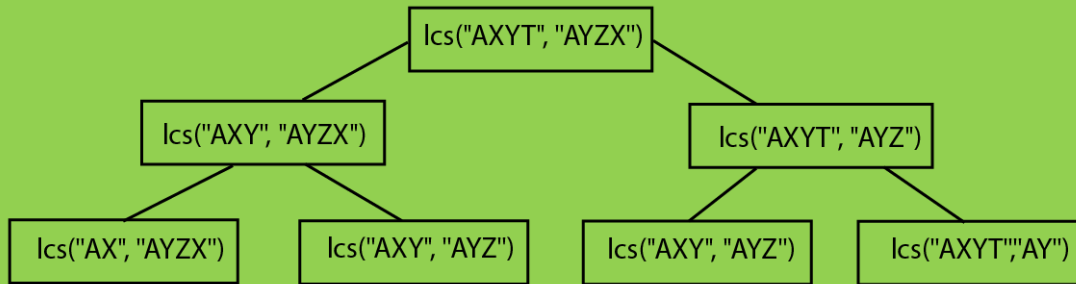 lcs("AXYT", "AYZX")
lcs("AXY", "AYZX")
lcs("AXYT", "AYZ")
lcs("AX", "AYZX")
lcs("AXY", "AYZ")
lcs("AXY", "AYZ")
lcs("AXYT","AY")